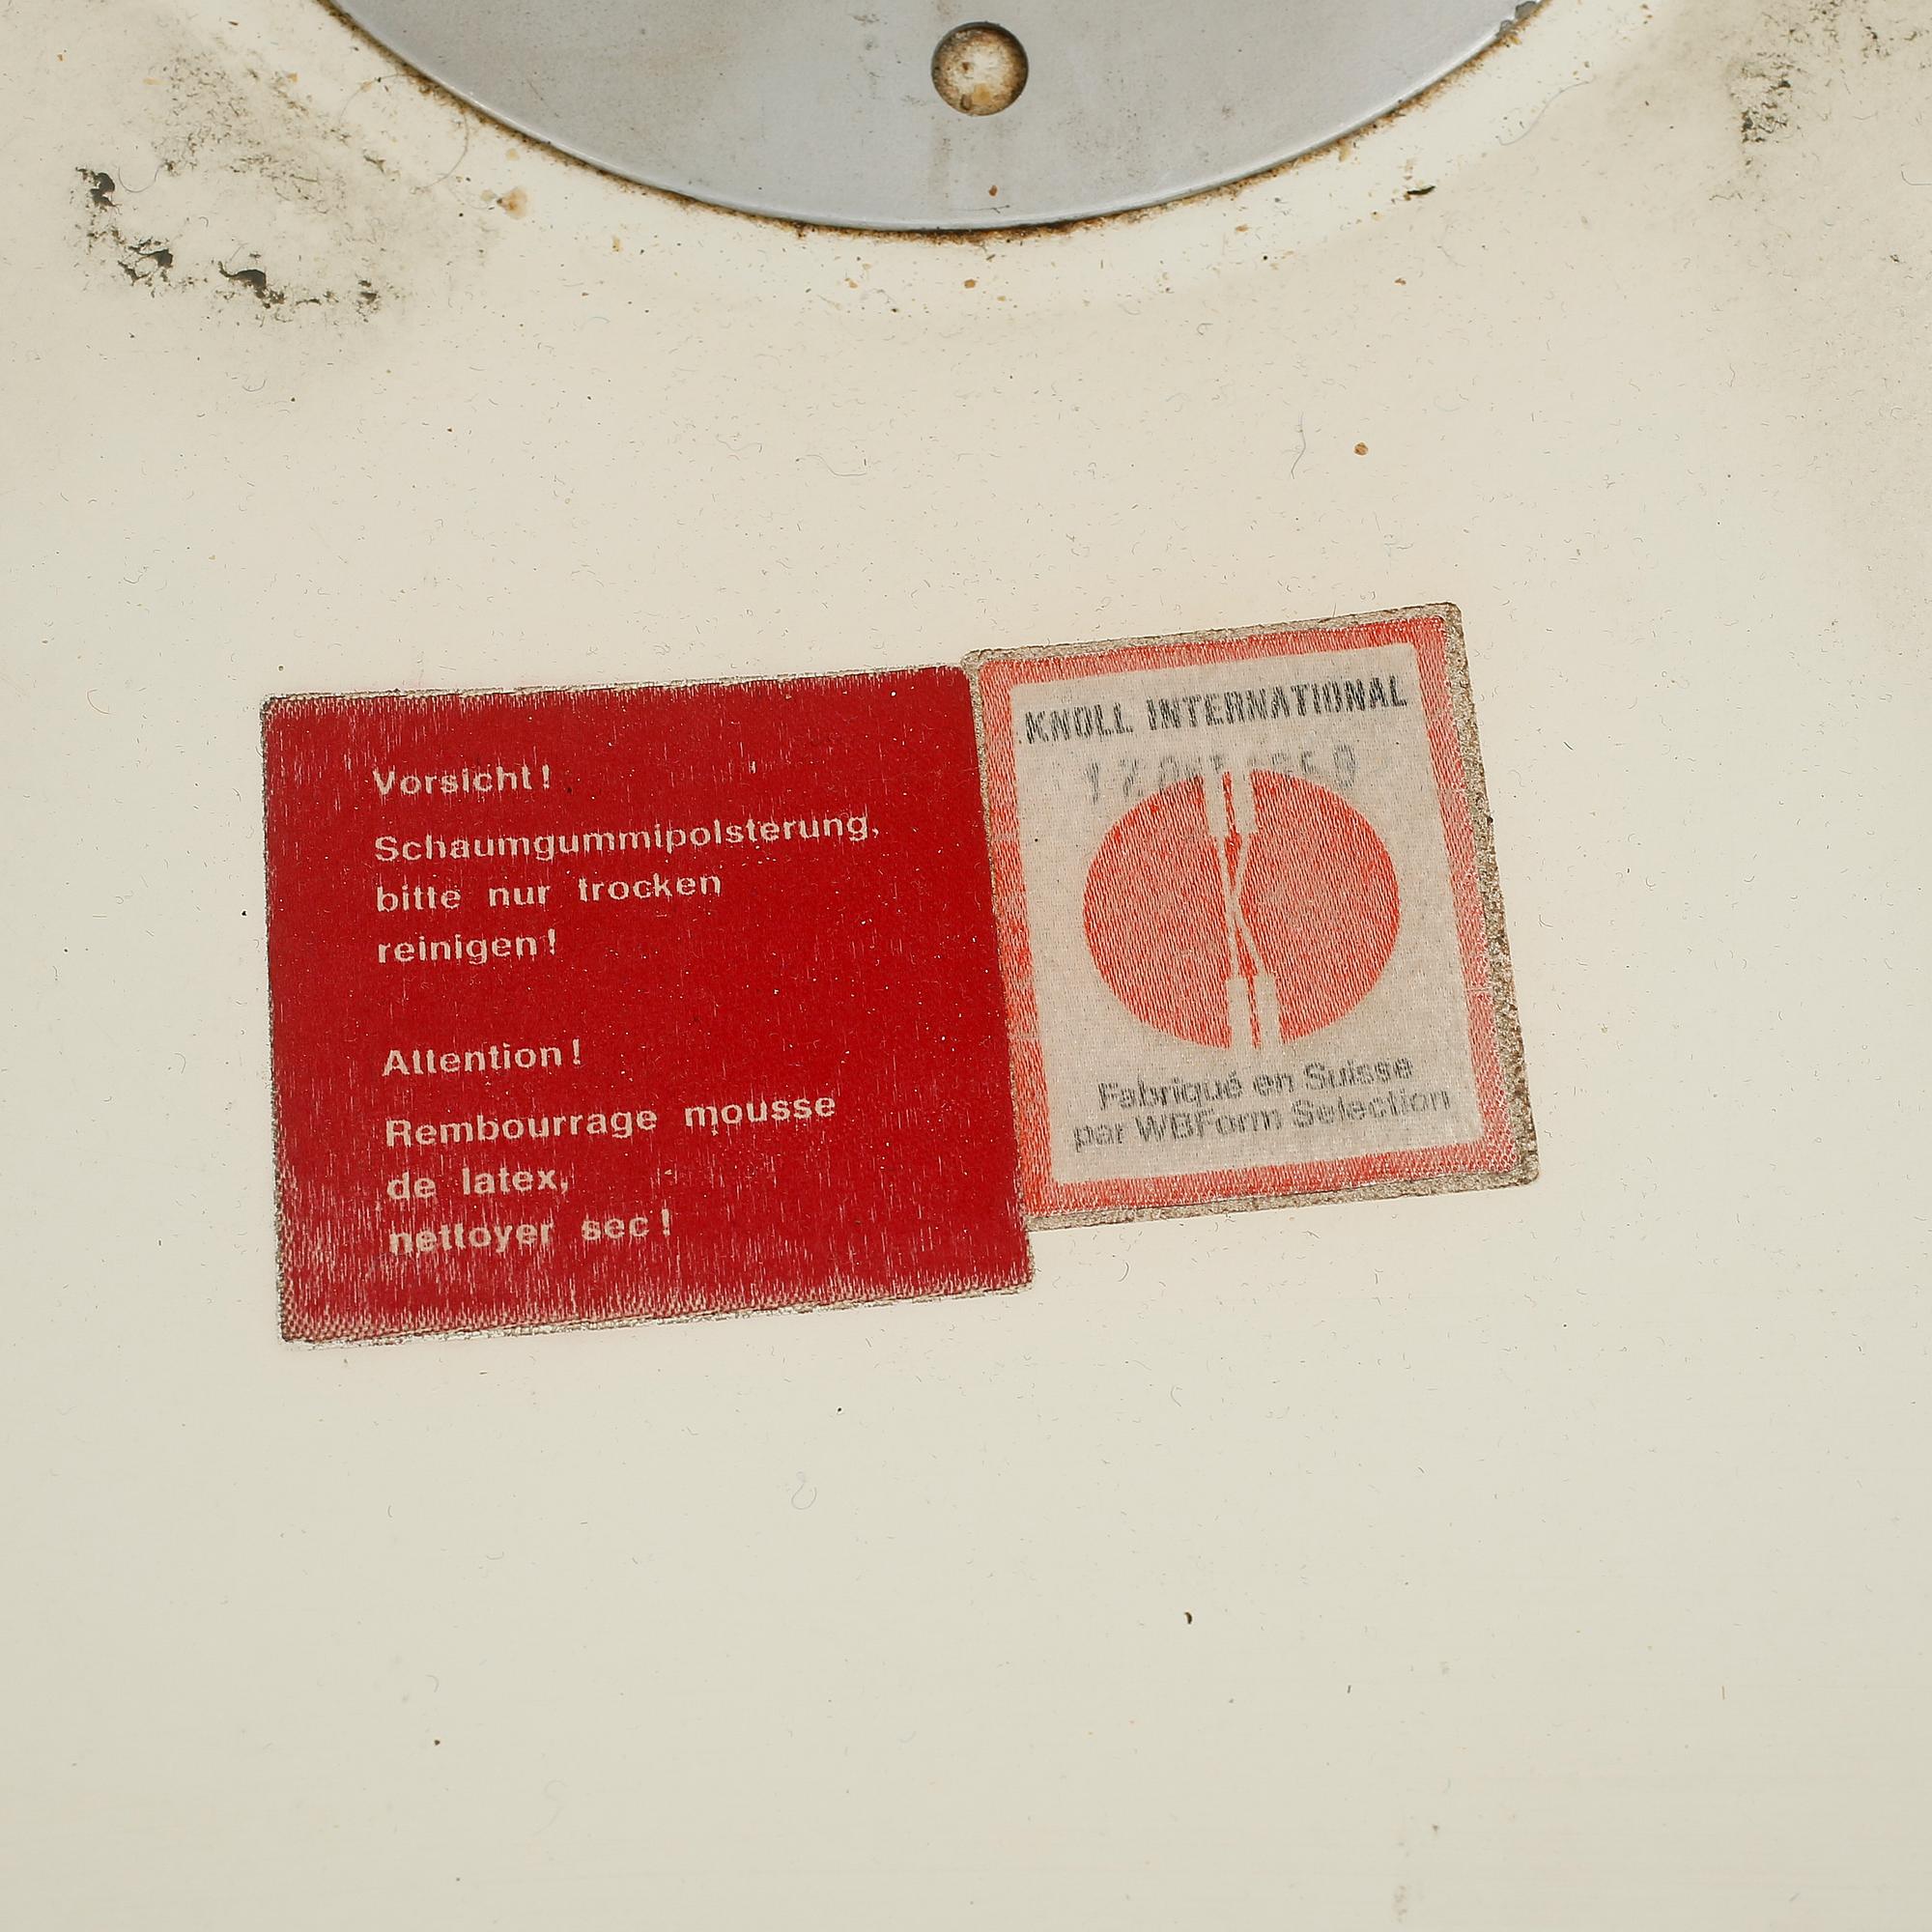 Vorsicht!
Schaumgummipolsterung,
bitte nur trocken
reinigen!
Attention!
Rembourrage mousse
de latex,
nettoyer sec!
KNOLL INTERNATIONAL
Fabriqué en Suisse
par WBForm Selection